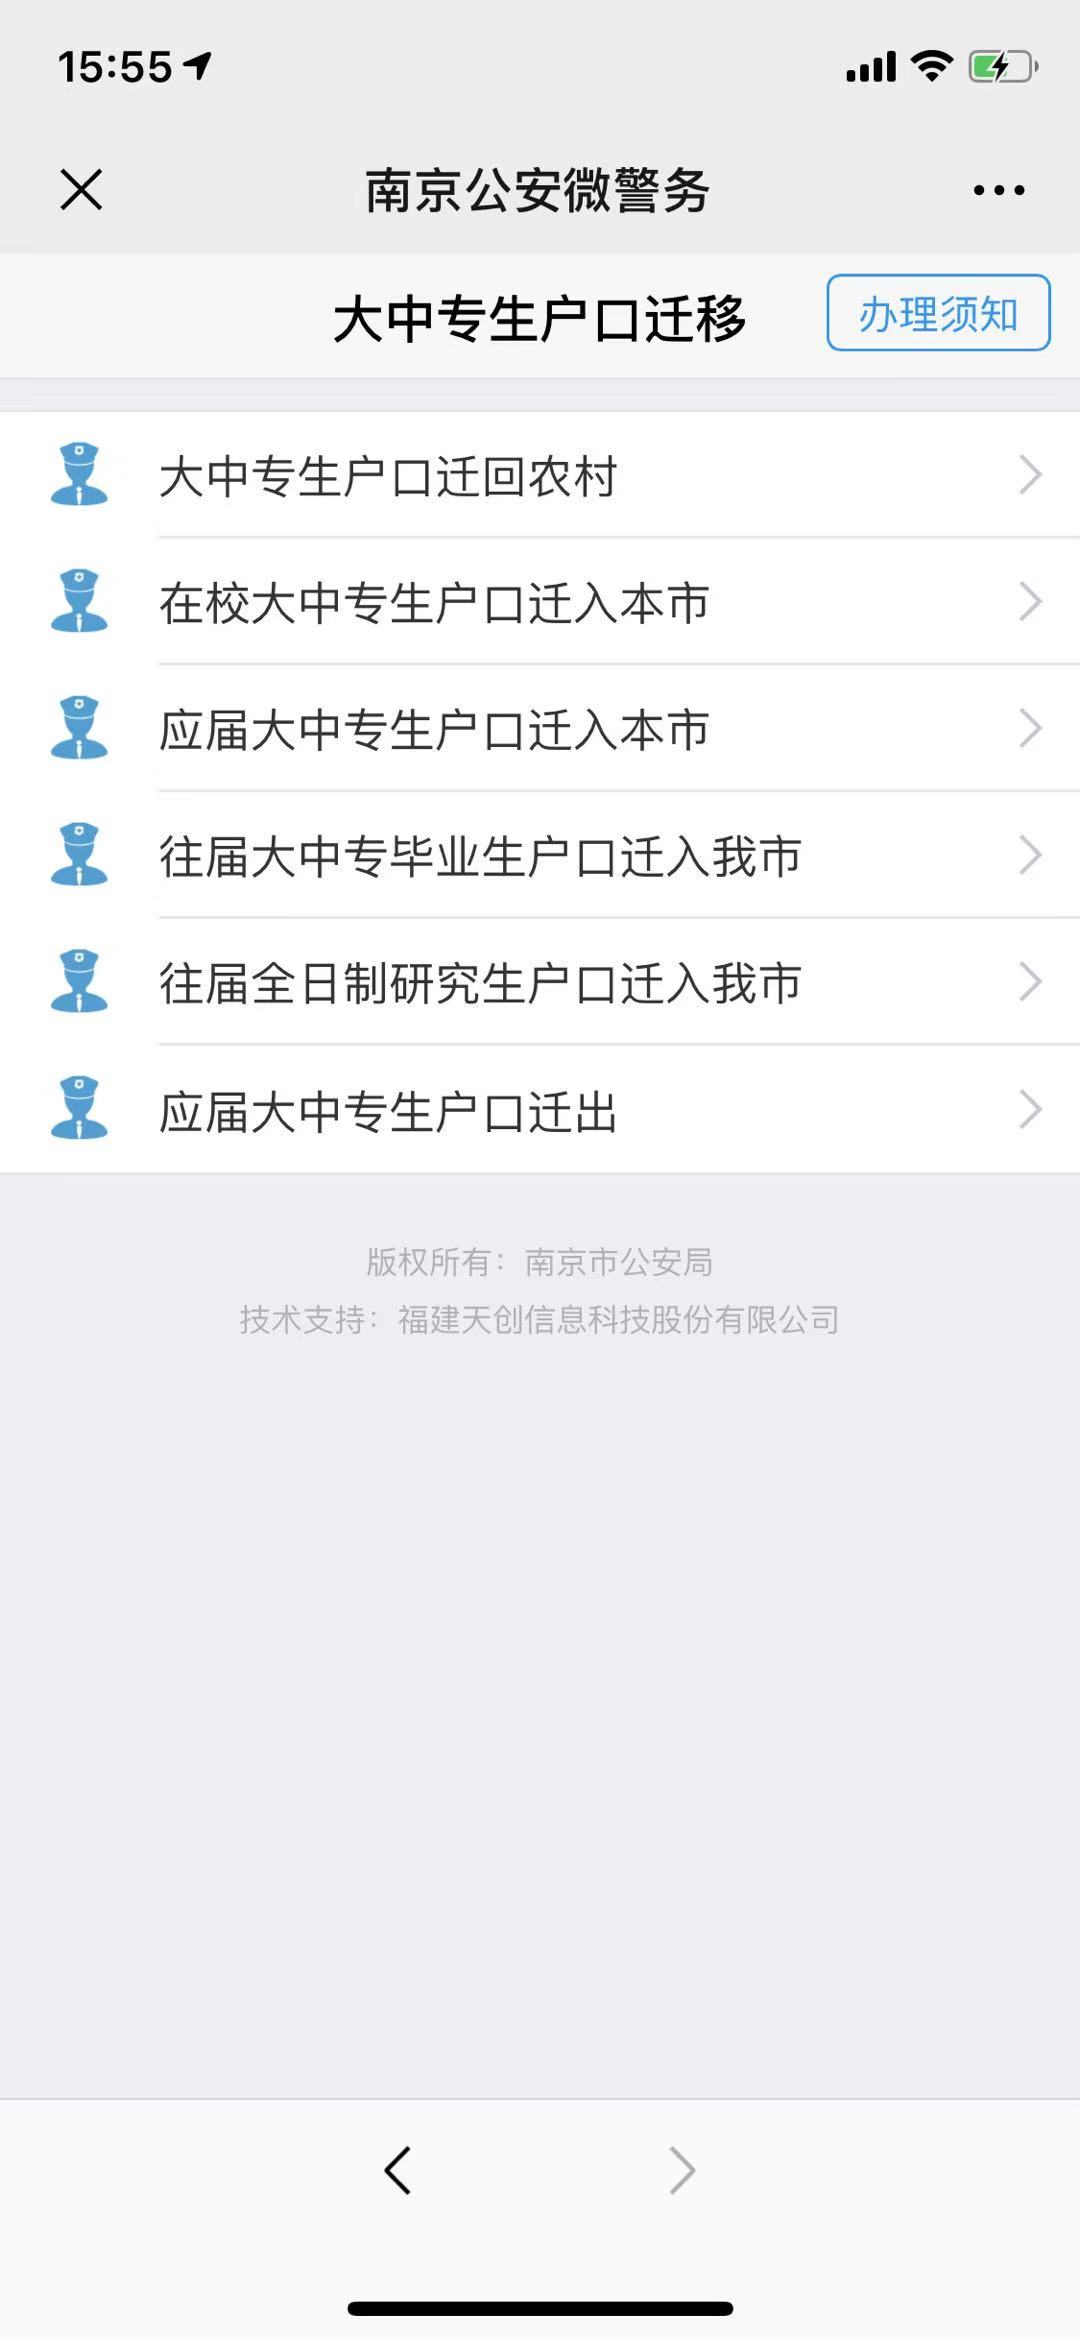 15:55
南京公安微警务
大中专生户口迁移
办理须知
大中专生户口迁回农村
在校大中专生户口迁入本市
应届大中专生户口迁入本市
往届大中专毕业生户口迁入我市
往届全日制研究生户口迁入我市
应届大中专生户口迁出
版权所有：南京市公安局
技术支持：福建天创信息科技股份有限公司